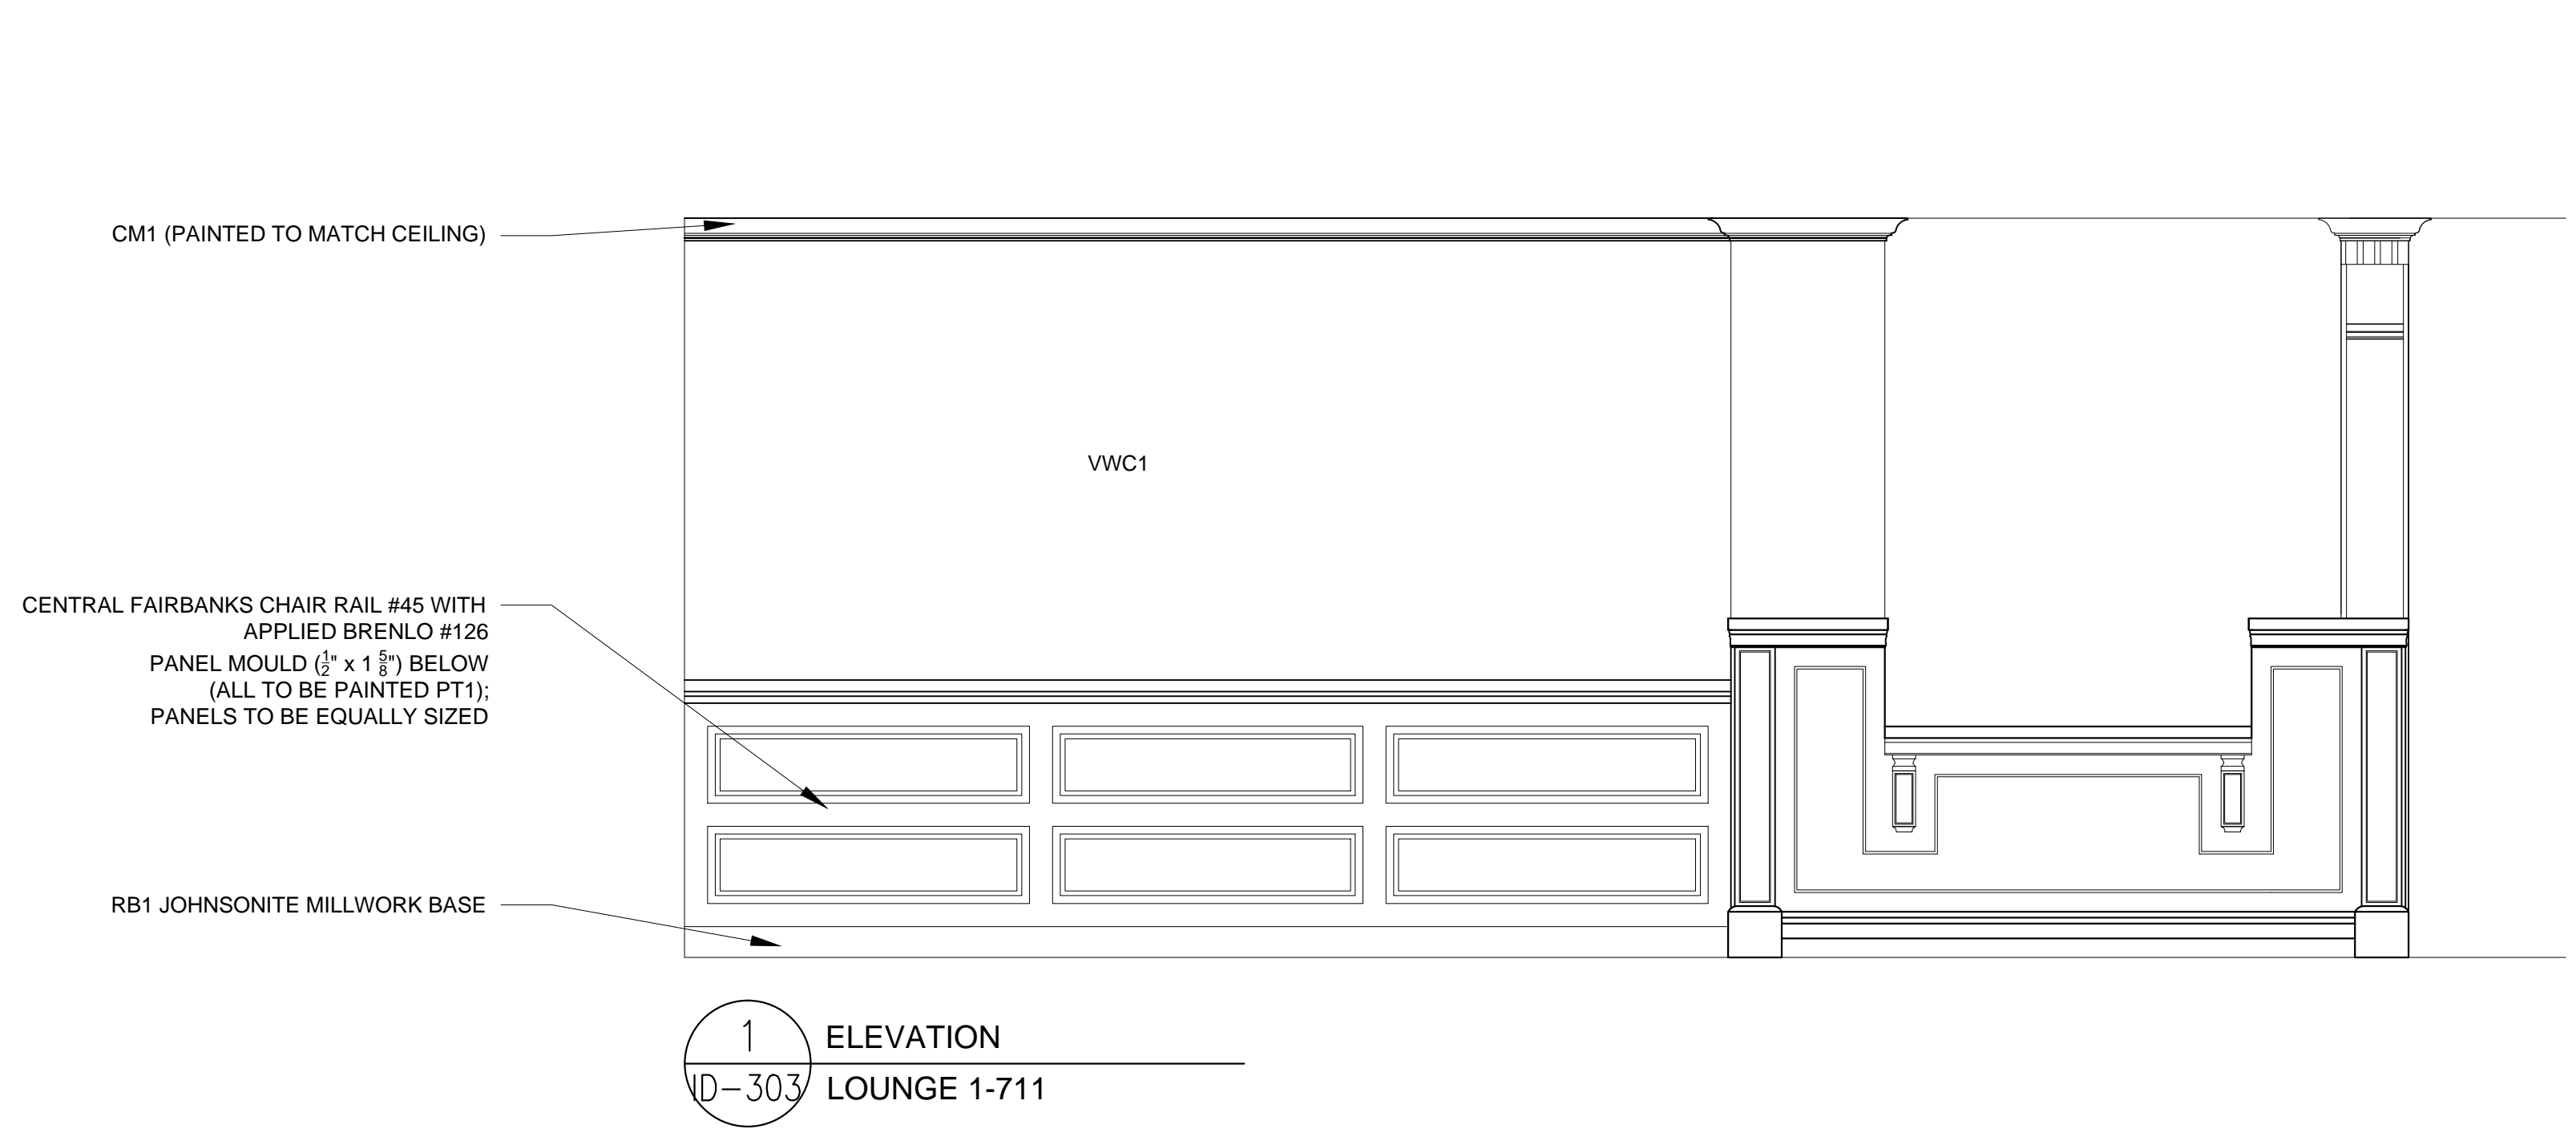 CM1 (PAINTED TO MATCH CEILING)
VWC1
CENTRAL FAIRBANKS CHAIR RAIL #45 WITH
APPLIED BRENLO #126
PANEL MOULD (1/2" x 1 5/8") BELOW
(ALL TO BE PAINTED PT1);
PANELS TO BE EQUALLY SIZED
RB1 JOHNSONITE MILLWORK BASE
1
ID-303
ELEVATION
LOUNGE 1-711